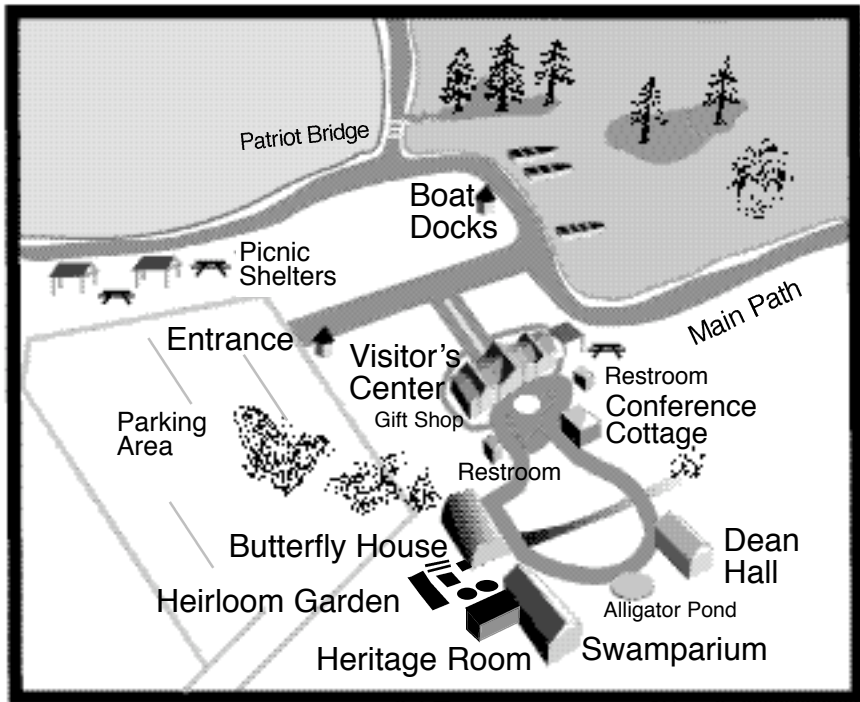 Patriot Bridge
Boat
Docks
Picnic
Shelters
Main Path
Entrance
Visitor's
Center
Gift Shop
Restroom
Conference
Cottage
Parking
Area
Restroom
Butterfly House
Dean
Hall
Heirloom Garden
Alligator Pond
Heritage Room
Swamparium